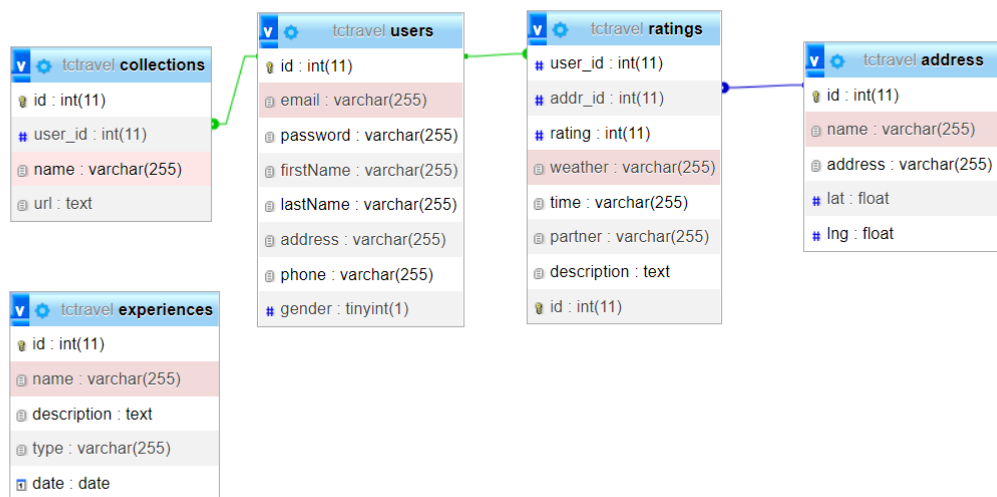 v tctravel collections
id : int(11)
# user_id : int(11)
name : varchar(255)
url : text
v tctravel users
id : int(11)
email : varchar(255)
password : varchar(255)
firstName : varchar(255)
lastName : varchar(255)
address : varchar(255)
phone : varchar(255)
# gender : tinyint(1)
v tctravel ratings
# user_id : int(11)
# addr_id : int(11)
# rating : int(11)
weather : varchar(255)
time : varchar(255)
partner : varchar(255)
description : text
id : int(11)
v tctravel address
id : int(11)
name : varchar(255)
address : varchar(255)
# lat : float
# lng : float
v tctravel experiences
id : int(11)
name : varchar(255)
description : text
type : varchar(255)
date : date